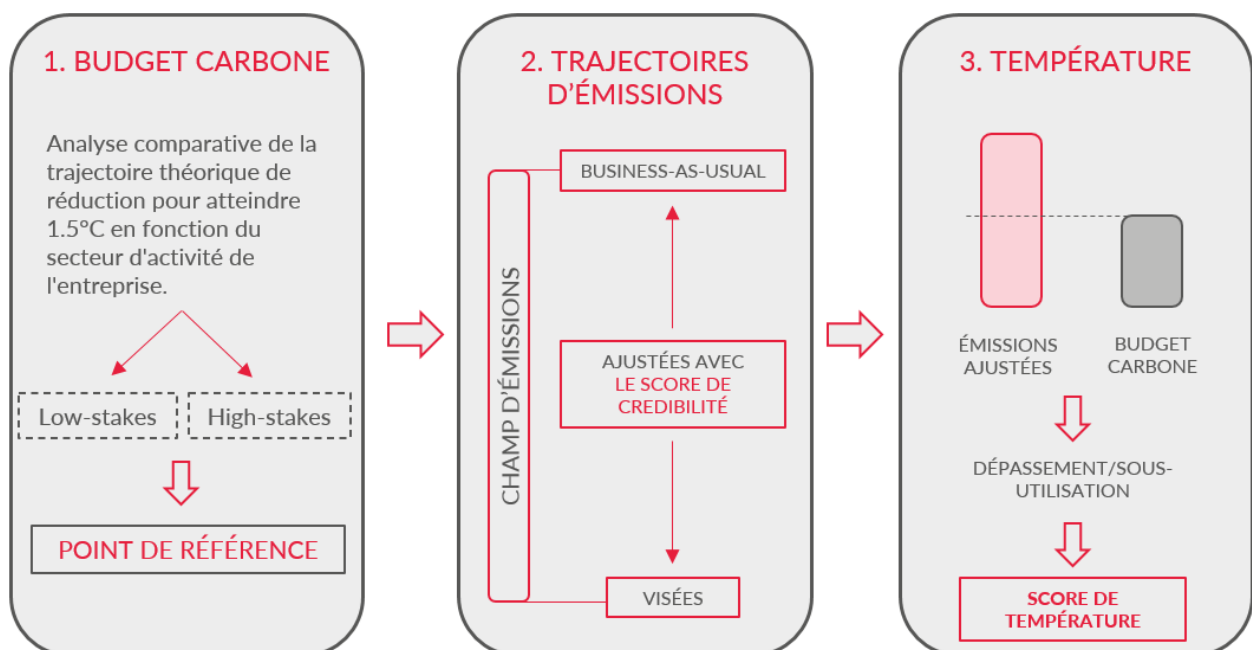 1. BUDGET CARBONE
Analyse comparative de la
trajectoire théorique de
réduction pour atteindre
1.5°C en fonction du
secteur d'activité de
l'entreprise.
Low-stakes
High-stakes
POINT DE RÉFÉRENCE
2. TRAJECTOIRES
D'ÉMISSIONS
CHAMP D'ÉMISSIONS
BUSINESS-AS-USUAL
AJUSTÉES AVEC
LE SCORE DE
CREDIBILITÉ
VISÉES
3. TEMPÉRATURE
ÉMISSIONS
AJUSTÉES
BUDGET
CARBONE
DÉPASSEMENT/SOUS-
UTILISATION
SCORE DE
TEMPÉRATURE